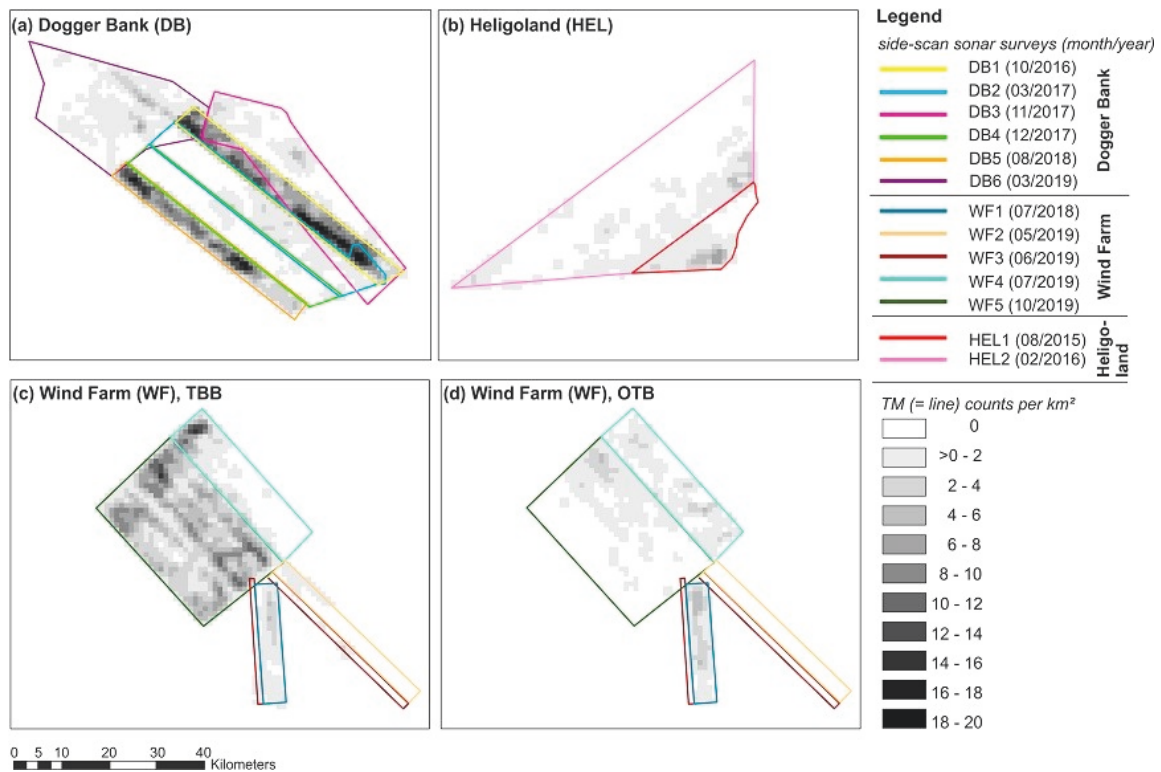 (a) Dogger Bank (DB)
(b) Heligoland (HEL)
(c) Wind Farm (WF), TBB
(d) Wind Farm (WF), OTB
0 5 10 20 30 40
Kilometers
Legend
side-scan sonar surveys (month/year)
DB1 (10/2016)
DB2 (03/2017)
DB3 (11/2017)
DB4 (12/2017)
DB5 (08/2018)
DB6 (03/2019)
Dogger Bank
WF1 (07/2018)
WF2 (05/2019)
WF3 (06/2019)
WF4 (07/2019)
WF5 (10/2019)
Wind Farm
HEL1 (08/2015)
HEL2 (02/2016)
Heligo-
land
TM (= line) counts per km²
0
>0 - 2
2 - 4
4 - 6
6 - 8
8 - 10
10 - 12
12 - 14
14 - 16
16 - 18
18 - 20